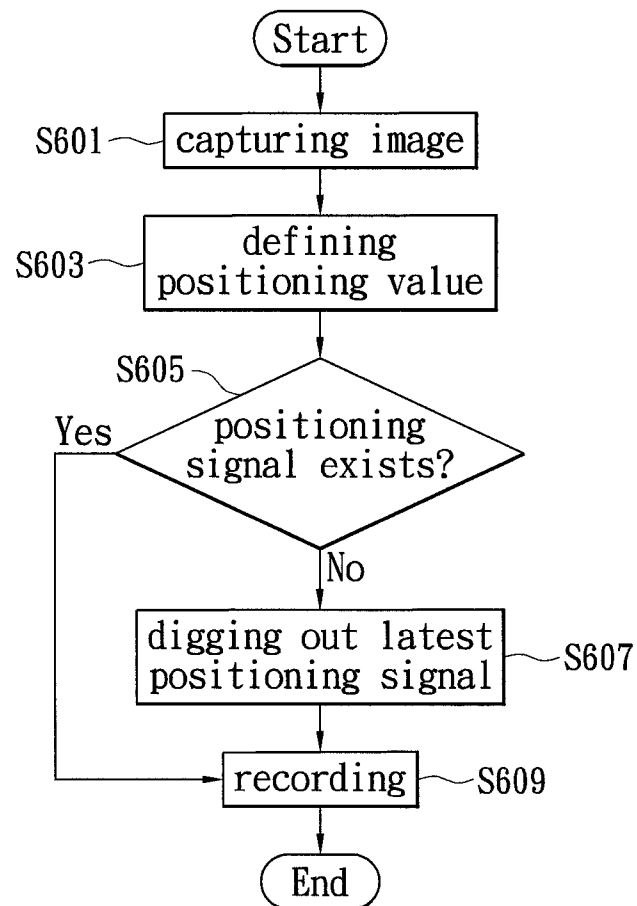 Start
S601
capturing image
S603
defining
positioning value
S605
Yes
positioning
signal exists?
No
digging out latest
positioning signal
S607
recording
S609
End